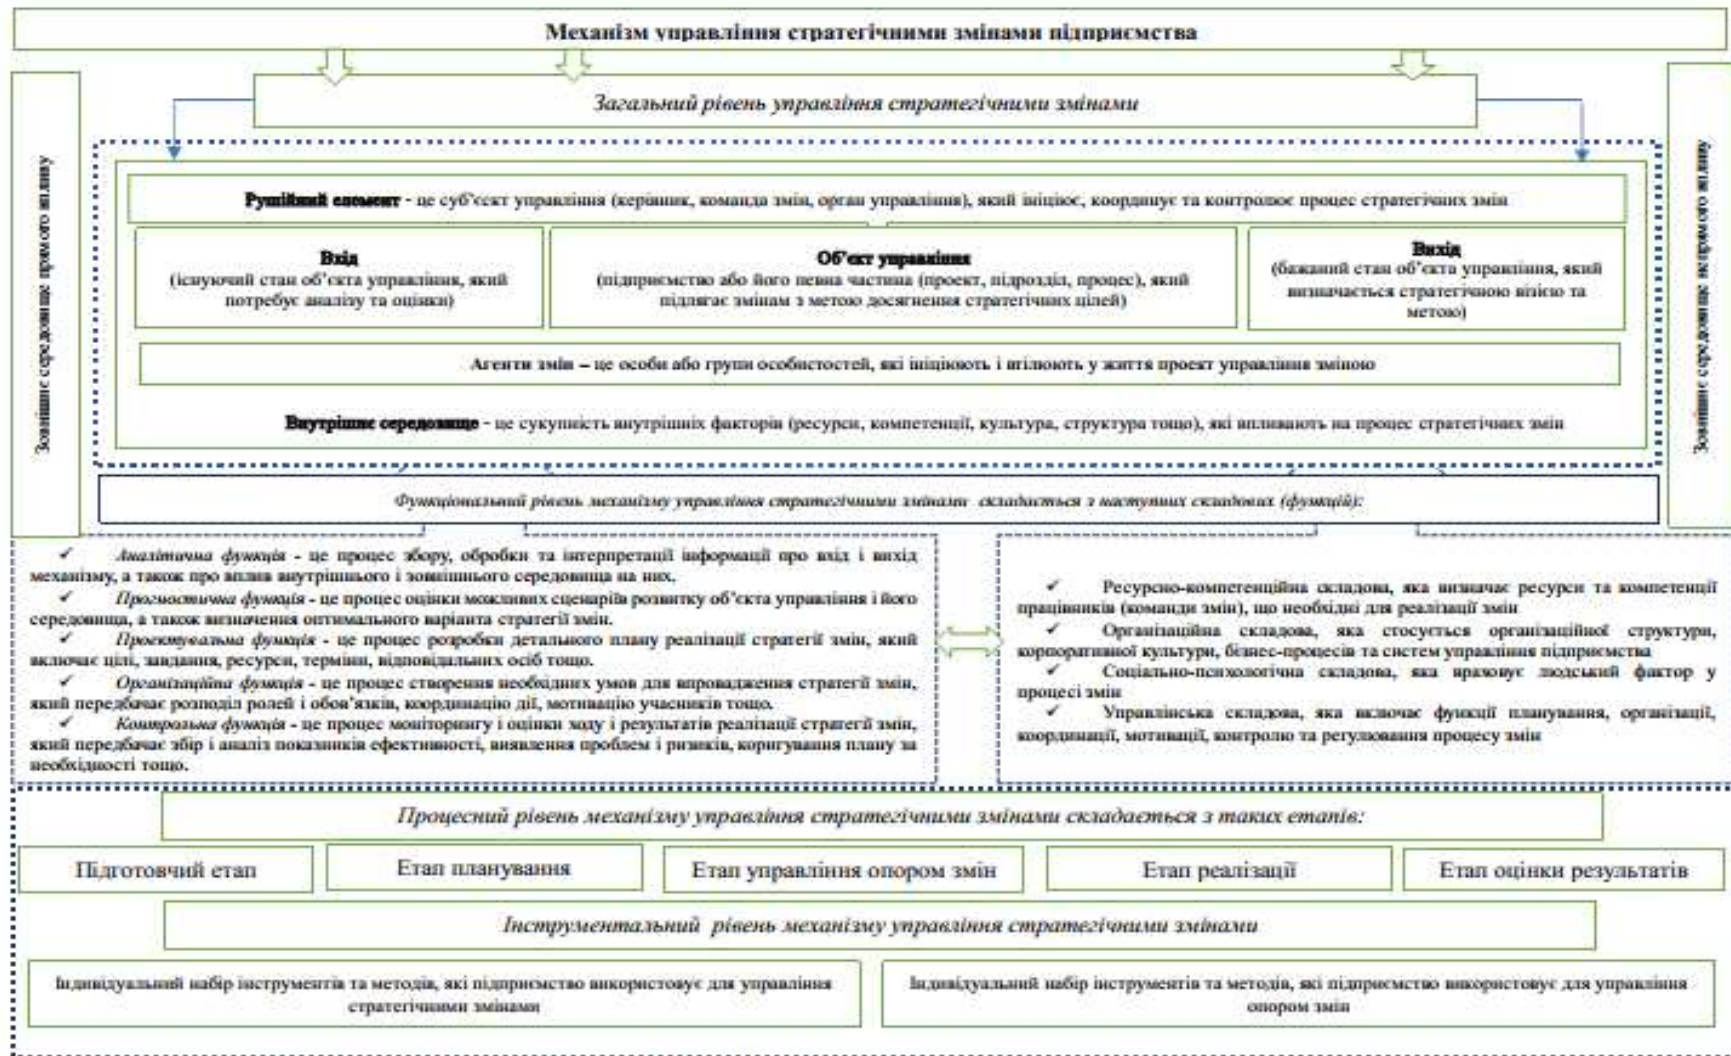 Механізм управління стратегічними змінами підприємства
Загальний рівень управління стратегічними змінами
Зовнішнє середовище прямого впливу
Рушійний елемент - це суб’єкт управління (керівник, команда змін, орган управління), який ініціює, координує та контролює процес стратегічних змін
Вхід
(існуючий стан об’єкта управління, який
потребує аналізу та оцінки)
Об’єкт управління
(підприємство або його певна частина (проект, підрозділ, процес), який
підлягає змінам з метою досягнення стратегічних цілей)
Вихід
(бажаний стан об’єкта управління, який
визначається стратегічною візією та
метою)
Агенти змін – це особи або групи особистостей, які ініціюють і втілюють у життя проект управління зміною
Внутрішнє середовище - це сукупність внутрішніх факторів (ресурси, компетенції, культура, структура тощо), які впливають на процес стратегічних змін
Зовнішнє середовище непрямого впливу
Функціональний рівень механізму управління стратегічними змінами складається з наступних складових (функцій):
✓ Аналітична функція - це процес збору, обробки та інтерпретації інформації про вхід і вихід
механізму, а також про вплив внутрішнього і зовнішнього середовища на них.
✓ Прогностична функція - це процес оцінки можливих сценаріїв розвитку об’єкта управління і його
середовища, а також визначення оптимального варіанта стратегії змін.
✓ Проектувальна функція - це процес розробки детального плану реалізації стратегії змін, який
включає цілі, завдання, ресурси, терміни, відповідальних осіб тощо.
✓ Організаційна функція - це процес створення необхідних умов для впровадження стратегії змін,
який передбачає розподіл ролей і обов’язків, координацію дії, мотивацію учасників тощо.
✓ Контрольна функція - це процес моніторингу і оцінки ходу і результатів реалізації стратегії змін,
який передбачає збір і аналіз показників ефективності, виявлення проблем і ризиків, коригування плану за
необхідності тощо.
✓ Ресурсно-компетенційна складова, яка визначає ресурси та компетенції
працівників (команди змін), що необхідні для реалізації змін
✓ Організаційна складова, яка стосується організаційної структури,
корпоративної культури, бізнес-процесів та систем управління підприємства
✓ Соціально-психологічна складова, яка враховує людський фактор у
процесі змін
✓ Управлінська складова, яка включає функції планування, організації,
координації, мотивації, контролю та регулювання процесу змін
Процесний рівень механізму управління стратегічними змінами складається з таких етапів:
Підготовчий етап
Етап планування
Етап управління опором змін
Етап реалізації
Етап оцінки результатів
Інструментальний рівень механізму управління стратегічними змінами
Індивідуальний набір інструментів та методів, які підприємство використовує для управління
стратегічними змінами
Індивідуальний набір інструментів та методів, які підприємство використовує для управління
опором змін